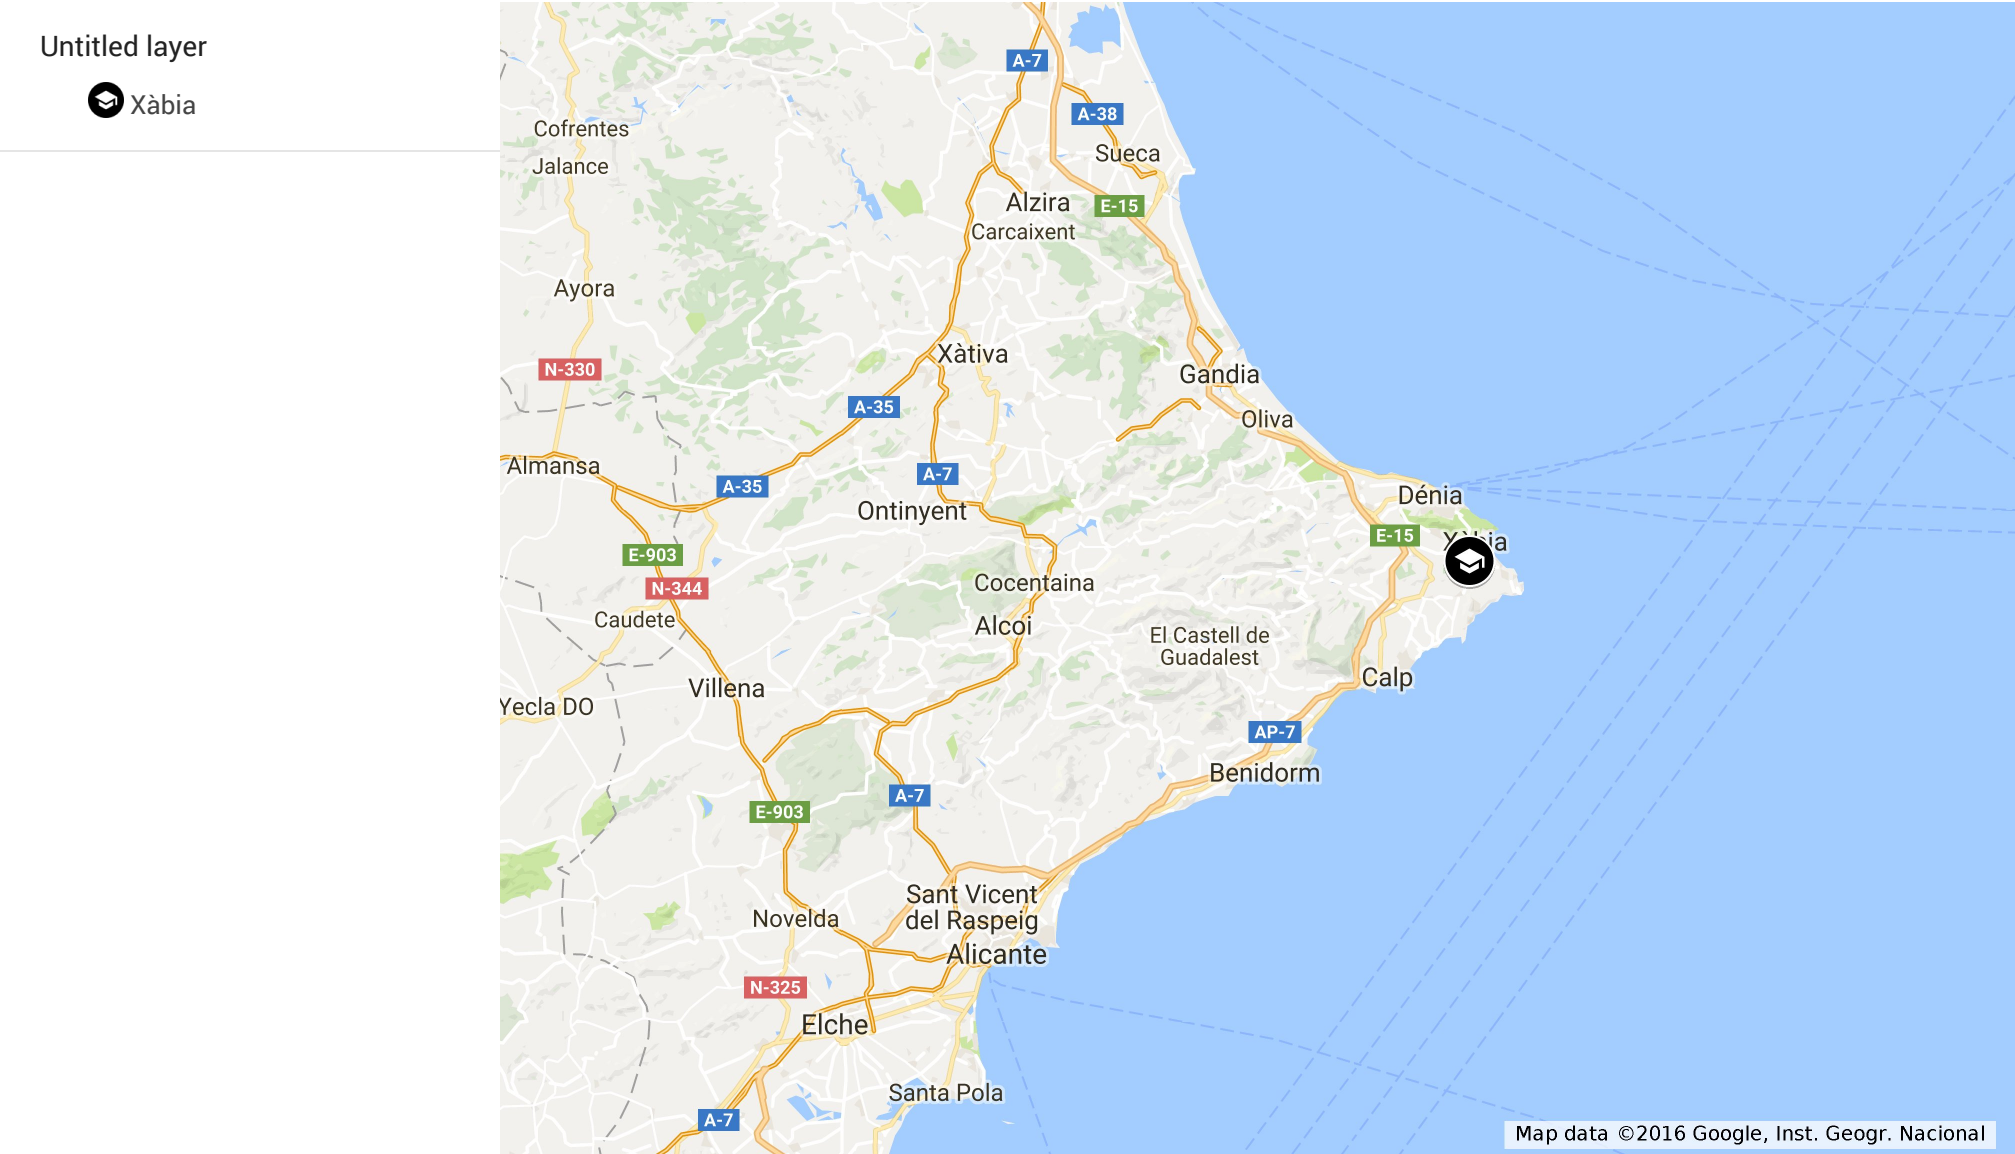 Untitled layer
Xàbia
A-7
A-38
Cofrentes
Sueca
Jalance
Alzira
E-15
Carcaixent
Ayora
Xàtiva
N-330
Gandia
A-35
Oliva
Almansa
A-7
A-35
Dénia
Ontinyent
E-15
Xàbia
E-903
Cocentaina
N-344
Caudete
Alcoi
El Castell de
Guadalest
Calp
Villena
Yecla DO
AP-7
Benidorm
A-7
E-903
Sant Vicent
del Raspeig
Novelda
Alicante
N-325
Elche
Santa Pola
A-7
Map data ©2016 Google, Inst. Geogr. Nacional